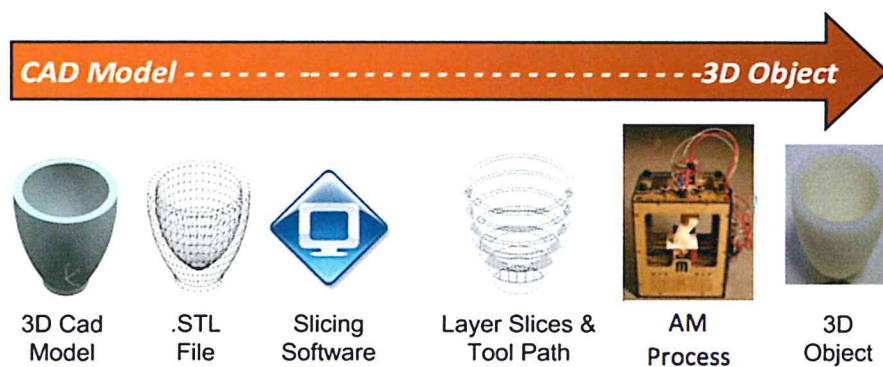 CAD Model - - - - - -  -- - - - - - - - - - - - - - - - - - - - - -3D Object
3D Cad
Model
.STL
File
Slicing
Software
Layer Slices &
Tool Path
AM
Process
3D
Object